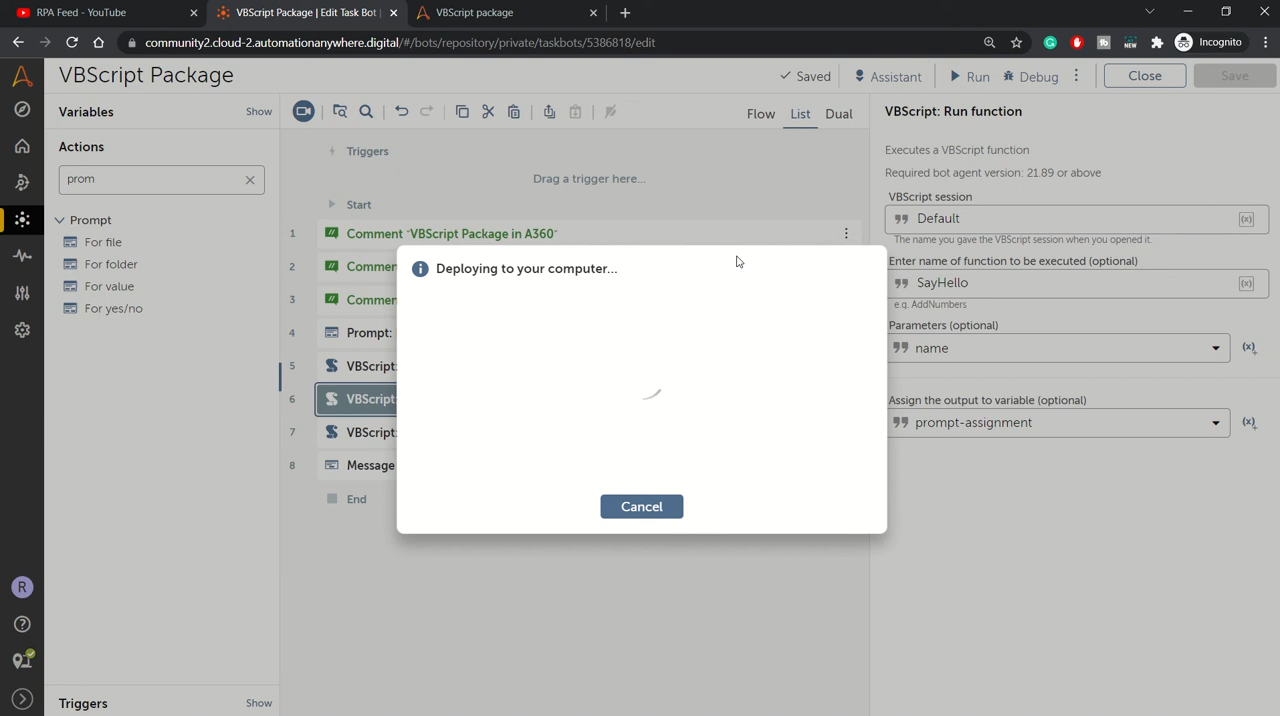 RPA Feed - YouTube
VBScript Package | Edit Task Bot |
VBScript package
community2.cloud-2.automationanywhere.digital/#/bots/repository/private/taskbots/5386818/edit
Incognito
VBScript Package
Saved
Assistant
Run
Debug
Close
Save
Variables
Show
Flow
List
Dual
VBScript: Run function
Actions
prom
Prompt
For file
For folder
For value
For yes/no
Triggers
Drag a trigger here...
Start
1 Comment "VBScript Package in A360"
2 Commen
3 Commen
4 Prompt:
5 VBScript:
6 VBScript:
7 VBScript:
8 Message
End
Deploying to your computer...
Cancel
Executes a VBScript function
Required bot agent version: 21.89 or above
VBScript session
Default
(x)
The name you gave the VBScript session when you opened it.
Enter name of function to be executed (optional)
SayHello
(x)
e.g. AddNumbers
Parameters (optional)
name
(x)+
Assign the output to variable (optional)
prompt-assignment
(x)+
R
Triggers
Show